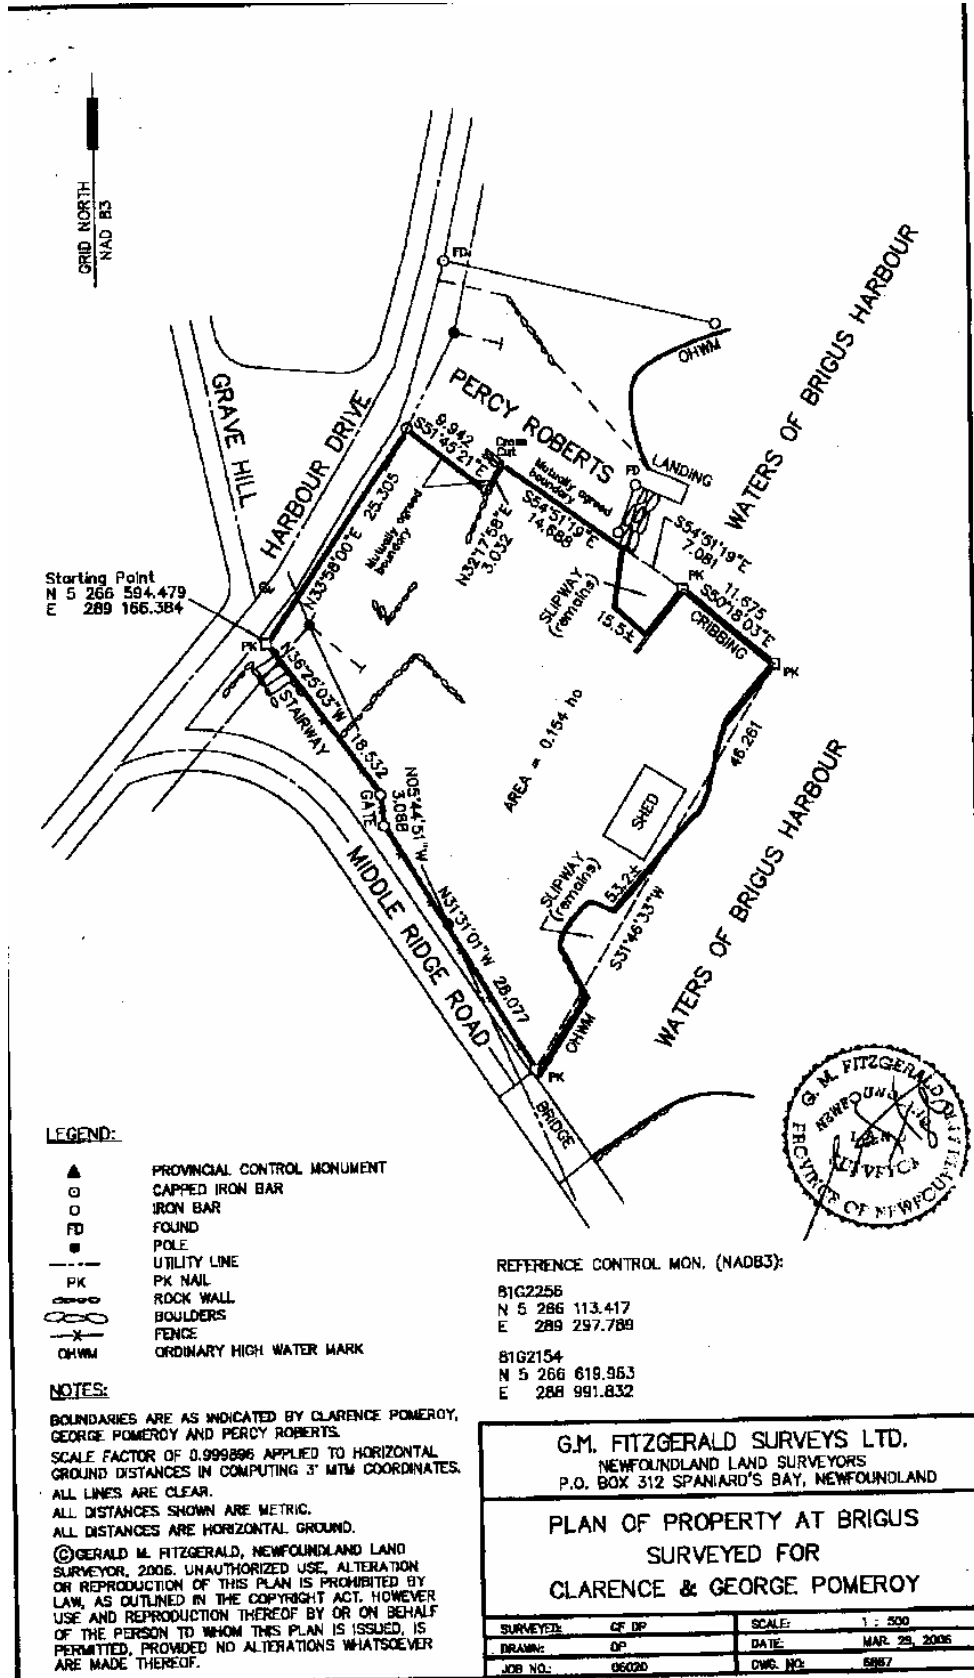 GRID NORTH
NAD 83
FD
OHWM
WATERS OF BRIGUS HARBOUR
GRAVE HILL
HARBOUR DRIVE
PERCY ROBERTS
9.942
S51°45'21"E
Cross
Cut
Mutually agreed
boundary
S54°51'19"E
14.688
FD
LANDING
S54°51'19"E
7.081
N33°58'00"E 25.305
Mutually agreed
boundary
N32°17'58"E
3.032
PK
11.675
S50°18'03"E
CRIBBING
PK
SLIPWAY
(remains)
15.5±
Starting Point
N 5 266 594.479
E 289 166.384
PK
N36°25'03"W
18.532
STAIRWAY
AREA = 0.154 ha
46.261
SHED
GATE
N05°44'51"W
3.088
SLIPWAY
(remains)
53.2±
S31°46'33"W
WATERS OF BRIGUS HARBOUR
MIDDLE RIDGE ROAD
N31°31'01"W 28.077
OHWM
PK
BRIDGE
G. M. FITZGERALD
PROVINCE OF NEWFOUNDLAND
LEGEND:
PROVINCIAL CONTROL MONUMENT
CAPPED IRON BAR
IRON BAR
FD FOUND
POLE
UTILITY LINE
PK PK NAIL
ROCK WALL
BOULDERS
X FENCE
OHWM ORDINARY HIGH WATER MARK
REFERENCE CONTROL MON. (NAD83):
81G2256
N 5 266 113.417
E 289 297.789
81G2154
N 5 266 619.963
E 288 991.832
NOTES:
BOUNDARIES ARE AS INDICATED BY CLARENCE POMEROY,
GEORGE POMEROY AND PERCY ROBERTS.
SCALE FACTOR OF 0.999896 APPLIED TO HORIZONTAL
GROUND DISTANCES IN COMPUTING 3° MTM COORDINATES.
ALL LINES ARE CLEAR.
ALL DISTANCES SHOWN ARE METRIC.
ALL DISTANCES ARE HORIZONTAL GROUND.
©GERALD M. FITZGERALD, NEWFOUNDLAND LAND
SURVEYOR, 2006. UNAUTHORIZED USE, ALTERATION
OR REPRODUCTION OF THIS PLAN IS PROHIBITED BY
LAW, AS OUTLINED IN THE COPYRIGHT ACT. HOWEVER
USE AND REPRODUCTION THEREOF BY OR ON BEHALF
OF THE PERSON TO WHOM THIS PLAN IS ISSUED, IS
PERMITTED, PROVIDED NO ALTERATIONS WHATSOEVER
ARE MADE THEREOF.
G.M. FITZGERALD SURVEYS LTD.
NEWFOUNDLAND LAND SURVEYORS
P.O. BOX 312 SPANIARD'S BAY, NEWFOUNDLAND
PLAN OF PROPERTY AT BRIGUS
SURVEYED FOR
CLARENCE & GEORGE POMEROY
SURVEYED: CF DP
SCALE: 1 : 500
DRAWN: DP
DATE: MAR. 29, 2006
JOB NO.: 06020
DWG. NO: 6867